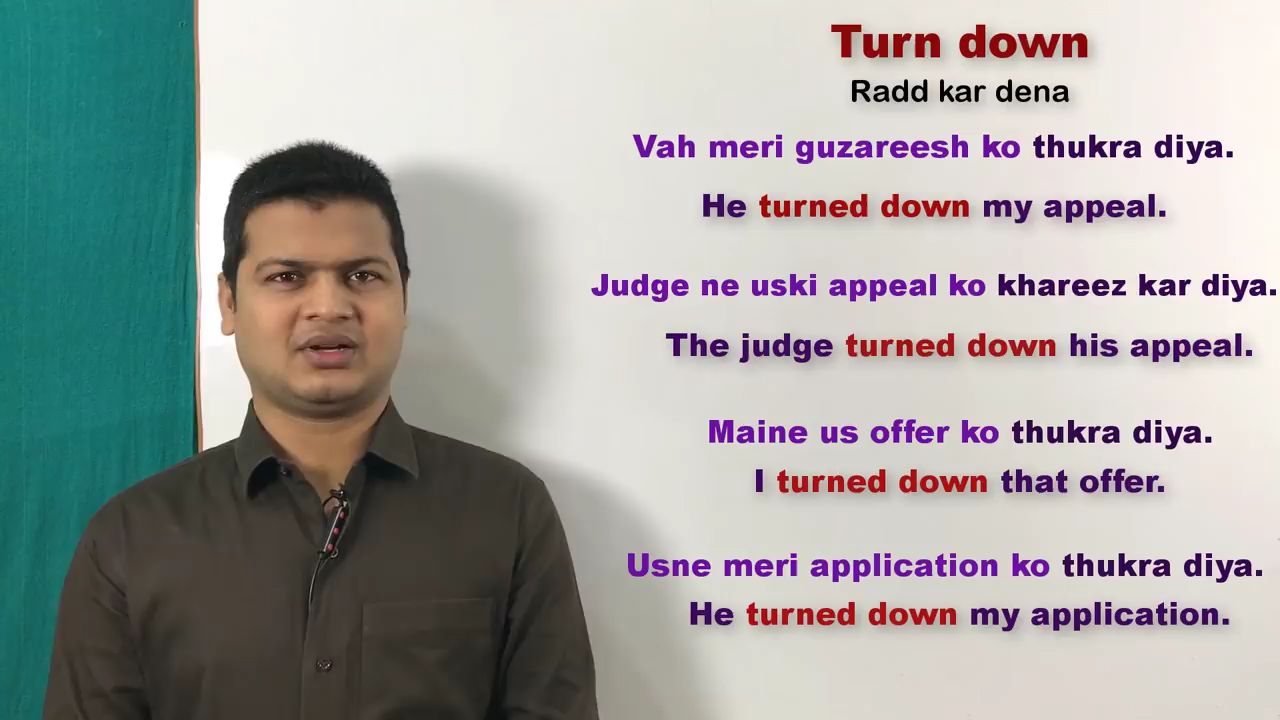 Turn down
Radd kar dena
Vah meri guzareesh ko thukra diya.
He turned down my appeal.
Judge ne uski appeal ko khareez kar diya.
The judge turned down his appeal.
Maine us offer ko thukra diya.
I turned down that offer.
Usne meri application ko thukra diya.
He turned down my application.